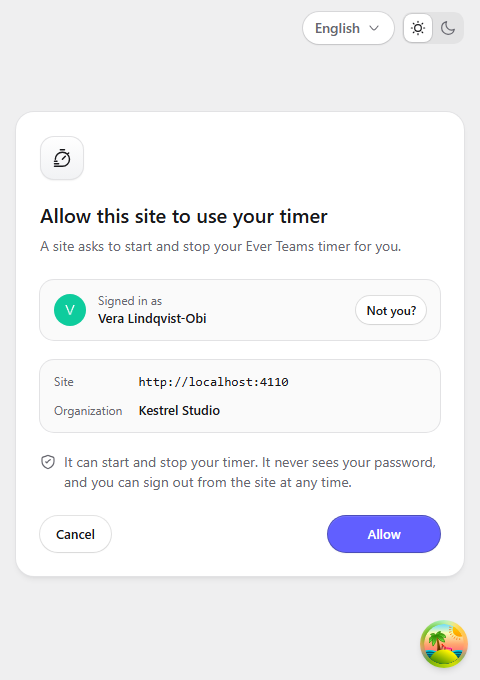 English
Allow this site to use your timer
A site asks to start and stop your Ever Teams timer for you.
V
Signed in as
Vera Lindqvist-Obi
Not you?
Site
http://localhost:4110
Organization
Kestrel Studio
It can start and stop your timer. It never sees your password,
and you can sign out from the site at any time.
Cancel
Allow